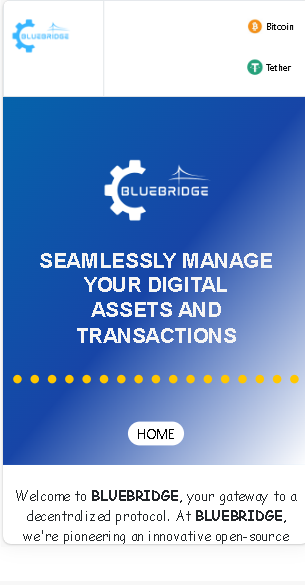 BLUEBRIDGE
Bitcoin
Tether
BLUEBRIDGE
SEAMLESSLY MANAGE
YOUR DIGITAL
ASSETS AND
TRANSACTIONS
HOME
Welcome to BLUEBRIDGE, your gateway to a
decentralized protocol. At BLUEBRIDGE,
we're pioneering an innovative open-source